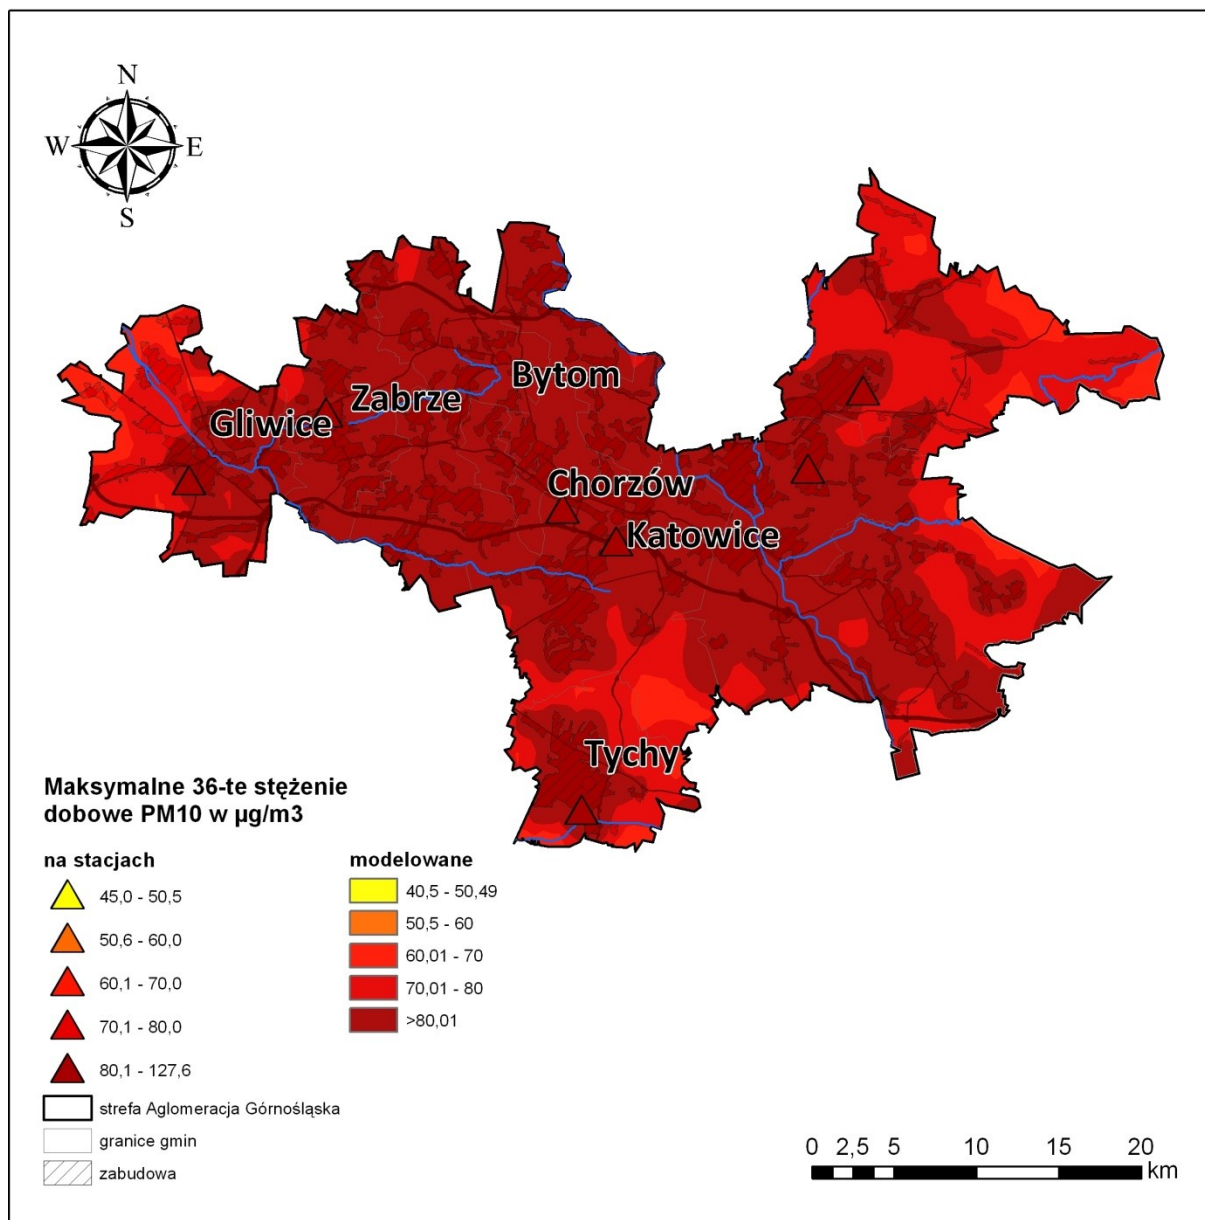 N
W E
S
Bytom
Zabrze
Gliwice
Chorzów
Katowice
Tychy
Maksymalne 36-te stężenie
dobowe PM10 w µg/m3
na stacjach
45,0 - 50,5
50,6 - 60,0
60,1 - 70,0
70,1 - 80,0
80,1 - 127,6
strefa Aglomeracja Górnośląska
granice gmin
zabudowa
modelowane
40,5 - 50,49
50,5 - 60
60,01 - 70
70,01 - 80
>80,01
0 2,5 5 10 15 20
km